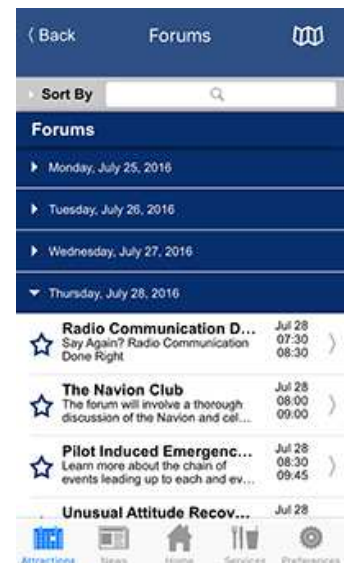 Back
Forums
Sort By
Forums
Monday, July 25, 2016
Tuesday, July 26, 2016
Wednesday, July 27, 2016
Thursday, July 28, 2016
Radio Communication D...
Say Again? Radio Communication
Done Right
Jul 28
07:30
08:30
The Navion Club
The forum will involve a thorough
discussion of the Navion and cel...
Jul 28
08:00
09:00
Pilot Induced Emergenc...
Learn more about the chain of
events leading up to each and ev...
Jul 28
08:30
09:45
Unusual Attitude Recov...
Jul 28
Attractions
News
Home
Services
Preferences